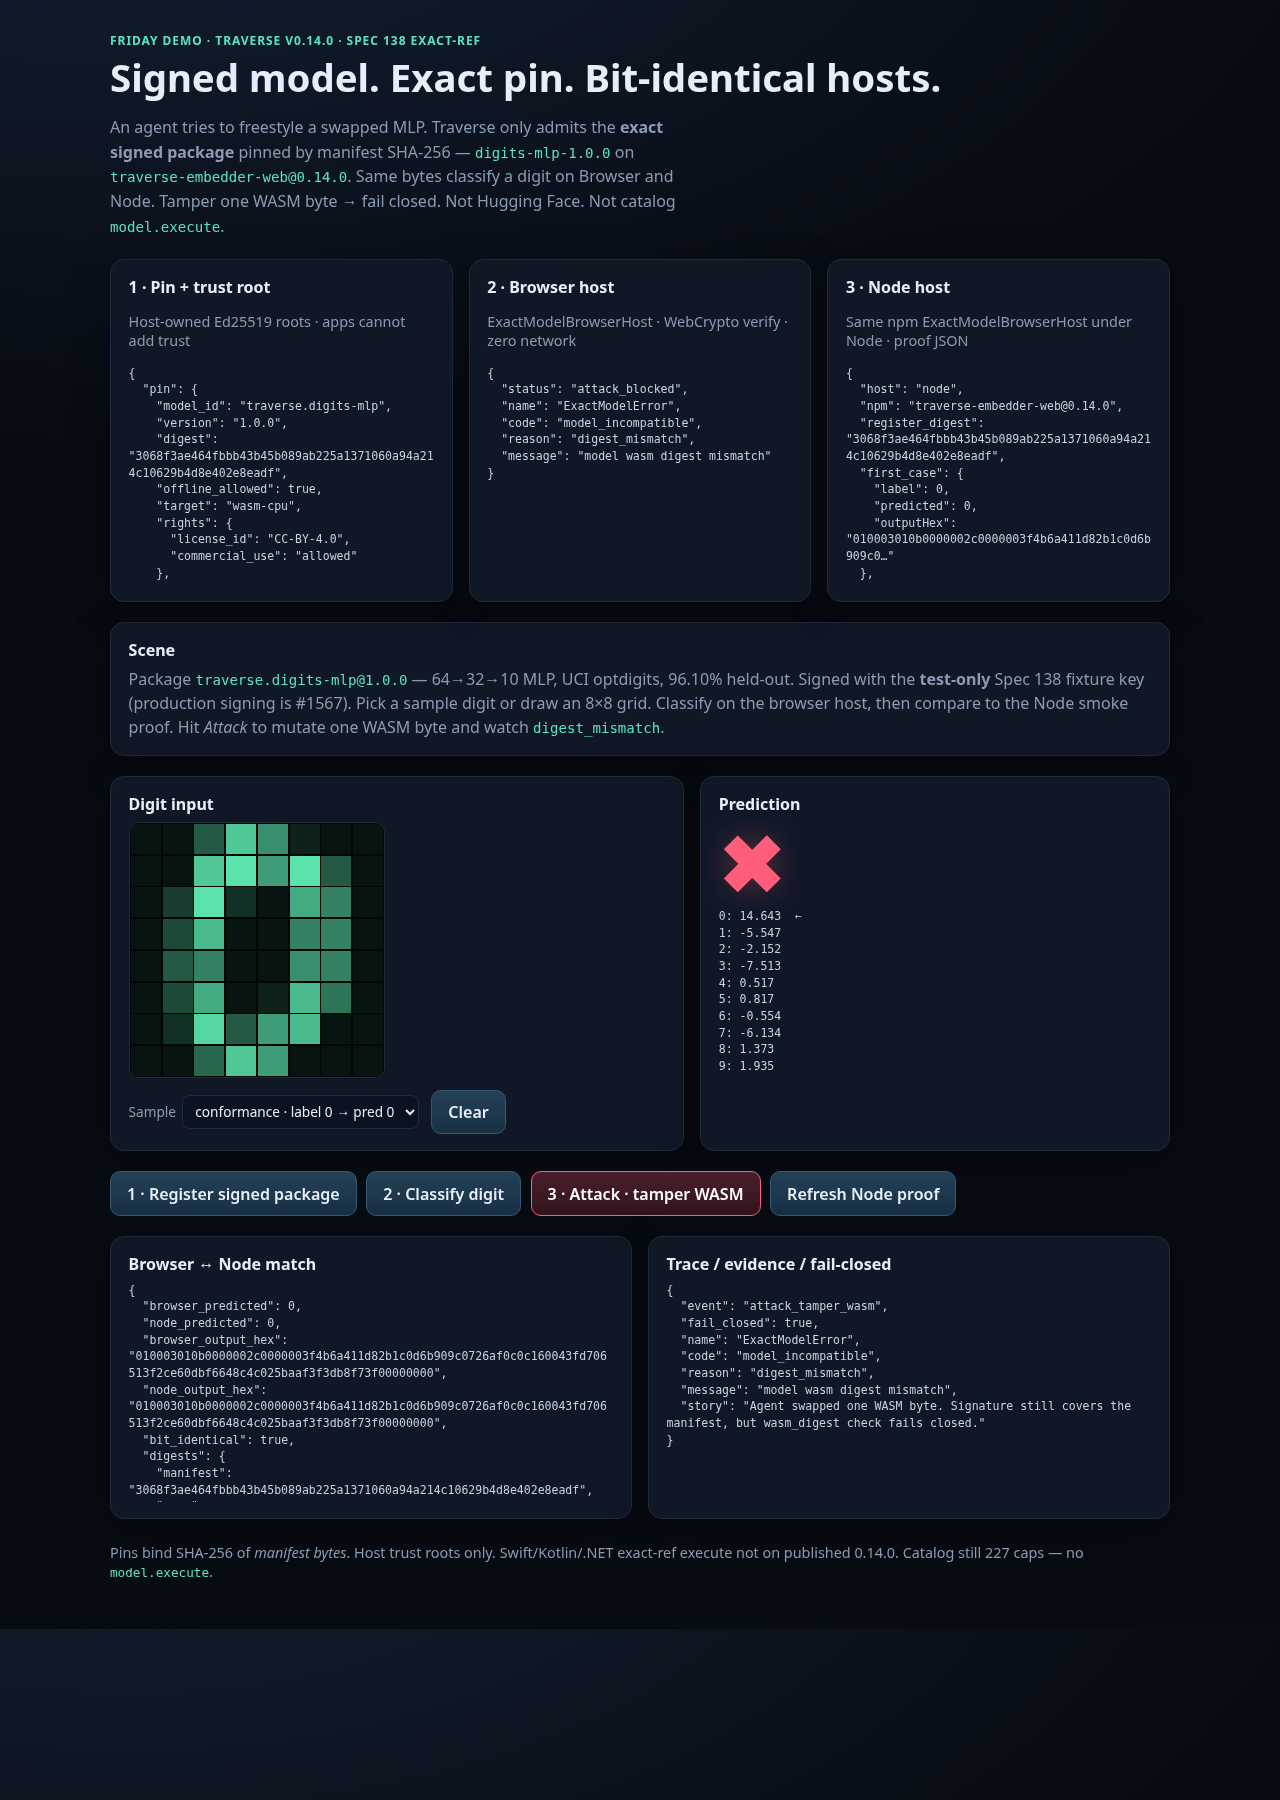 FRIDAY DEMO · TRAVERSE V0.14.0 · SPEC 138 EXACT-REF
Signed model. Exact pin. Bit-identical hosts.
An agent tries to freestyle a swapped MLP. Traverse only admits the exact
signed package pinned by manifest SHA-256 — digits-mlp-1.0.0 on
traverse-embedder-web@0.14.0. Same bytes classify a digit on Browser and
Node. Tamper one WASM byte → fail closed. Not Hugging Face. Not catalog
model.execute.
1 · Pin + trust root
Host-owned Ed25519 roots · apps cannot
add trust
{
  "pin": {
    "model_id": "traverse.digits-mlp",
    "version": "1.0.0",
    "digest":
"3068f3ae464fbbb43b45b089ab225a1371060a94a21
4c10629b4d8e402e8eadf",
    "offline_allowed": true,
    "target": "wasm-cpu",
    "rights": {
      "license_id": "CC-BY-4.0",
      "commercial_use": "allowed"
    },
2 · Browser host
ExactModelBrowserHost · WebCrypto verify ·
zero network
{
  "status": "attack_blocked",
  "name": "ExactModelError",
  "code": "model_incompatible",
  "reason": "digest_mismatch",
  "message": "model wasm digest mismatch"
}
3 · Node host
Same npm ExactModelBrowserHost under
Node · proof JSON
{
  "host": "node",
  "npm": "traverse-embedder-web@0.14.0",
  "register_digest":
"3068f3ae464fbbb43b45b089ab225a1371060a94a21
4c10629b4d8e402e8eadf",
  "first_case": {
    "label": 0,
    "predicted": 0,
    "outputHex":
"010003010b0000002c0000003f4b6a411d82b1c0d6b
909c0…"
  },
Scene
Package traverse.digits-mlp@1.0.0 — 64→32→10 MLP, UCI optdigits, 96.10% held-out. Signed with the test-only Spec 138 fixture key
(production signing is #1567). Pick a sample digit or draw an 8×8 grid. Classify on the browser host, then compare to the Node smoke
proof. Hit Attack to mutate one WASM byte and watch digest_mismatch.
Digit input
Sample conformance · label 0 → pred 0 Clear
Prediction
✖
0: 14.643  ←
1: -5.547
2: -2.152
3: -7.513
4: 0.517
5: 0.817
6: -0.554
7: -6.134
8: 1.373
9: 1.935
1 · Register signed package 2 · Classify digit 3 · Attack · tamper WASM Refresh Node proof
Browser ↔ Node match
{
  "browser_predicted": 0,
  "node_predicted": 0,
  "browser_output_hex":
"010003010b0000002c0000003f4b6a411d82b1c0d6b909c0726af0c0c160043fd706
513f2ce60dbf6648c4c025baaf3f3db8f73f00000000",
  "node_output_hex":
"010003010b0000002c0000003f4b6a411d82b1c0d6b909c0726af0c0c160043fd706
513f2ce60dbf6648c4c025baaf3f3db8f73f00000000",
  "bit_identical": true,
  "digests": {
    "manifest":
"3068f3ae464fbbb43b45b089ab225a1371060a94a214c10629b4d8e402e8eadf",
Trace / evidence / fail-closed
{
  "event": "attack_tamper_wasm",
  "fail_closed": true,
  "name": "ExactModelError",
  "code": "model_incompatible",
  "reason": "digest_mismatch",
  "message": "model wasm digest mismatch",
  "story": "Agent swapped one WASM byte. Signature still covers the
manifest, but wasm_digest check fails closed."
}
Pins bind SHA-256 of manifest bytes. Host trust roots only. Swift/Kotlin/.NET exact-ref execute not on published 0.14.0. Catalog still 227 caps — no
model.execute.